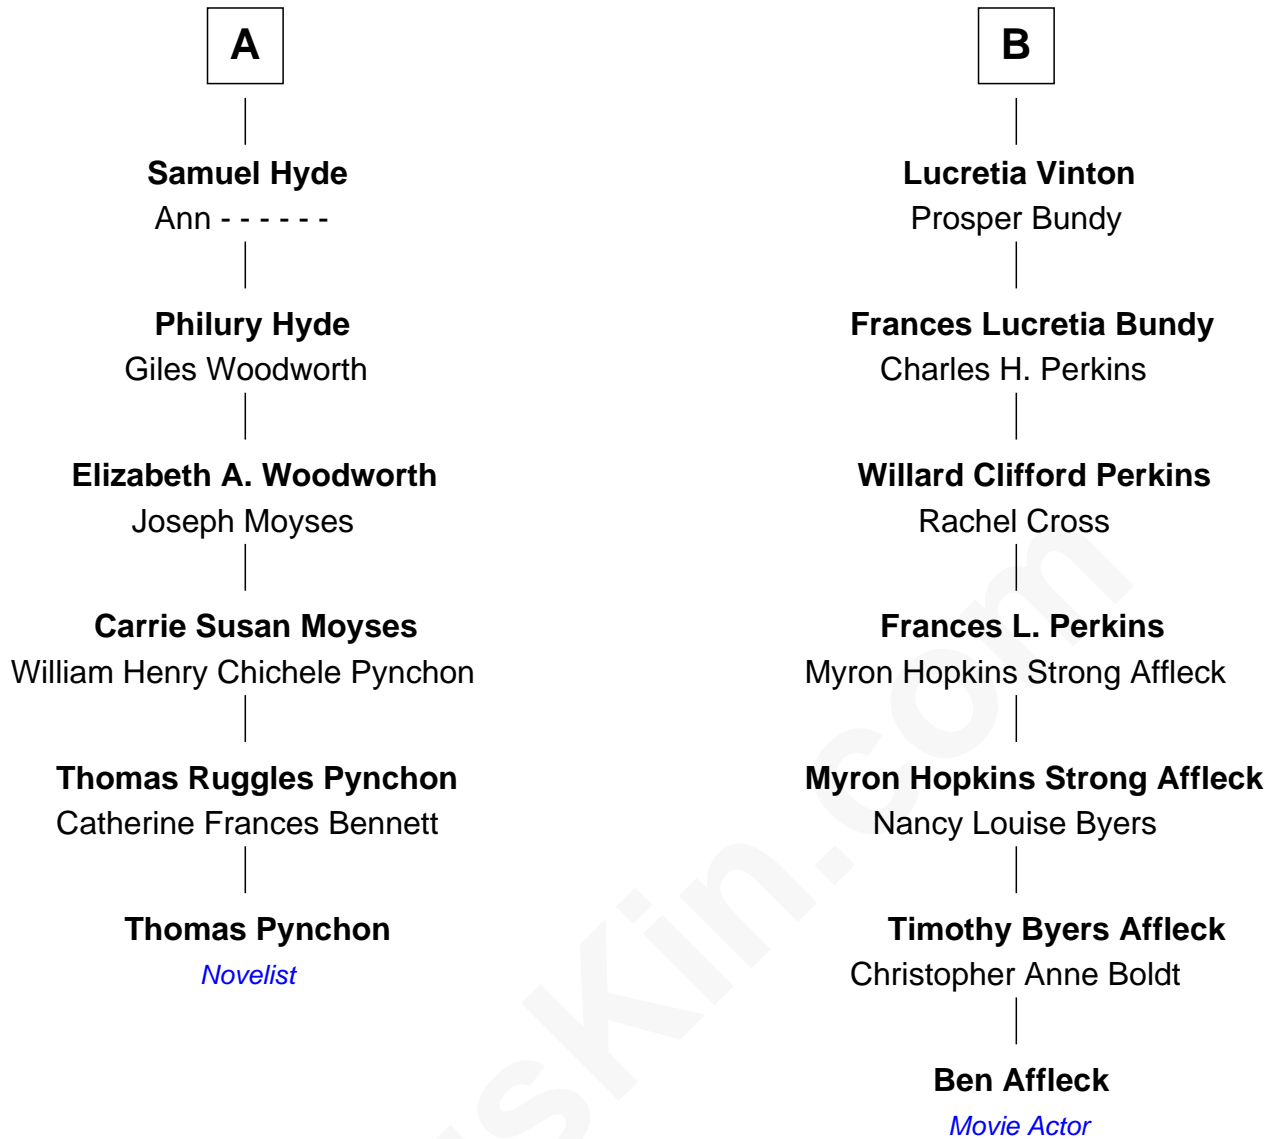 A
Samuel Hyde
Ann - - - - - -
Philury Hyde
Giles Woodworth
Elizabeth A. Woodworth
Joseph Moyses
Carrie Susan Moyses
William Henry Chichele Pynchon
Thomas Ruggles Pynchon
Catherine Frances Bennett
Thomas Pynchon
Novelist
B
Lucretia Vinton
Prosper Bundy
Frances Lucretia Bundy
Charles H. Perkins
Willard Clifford Perkins
Rachel Cross
Frances L. Perkins
Myron Hopkins Strong Affleck
Myron Hopkins Strong Affleck
Nancy Louise Byers
Timothy Byers Affleck
Christopher Anne Boldt
Ben Affleck
Movie Actor